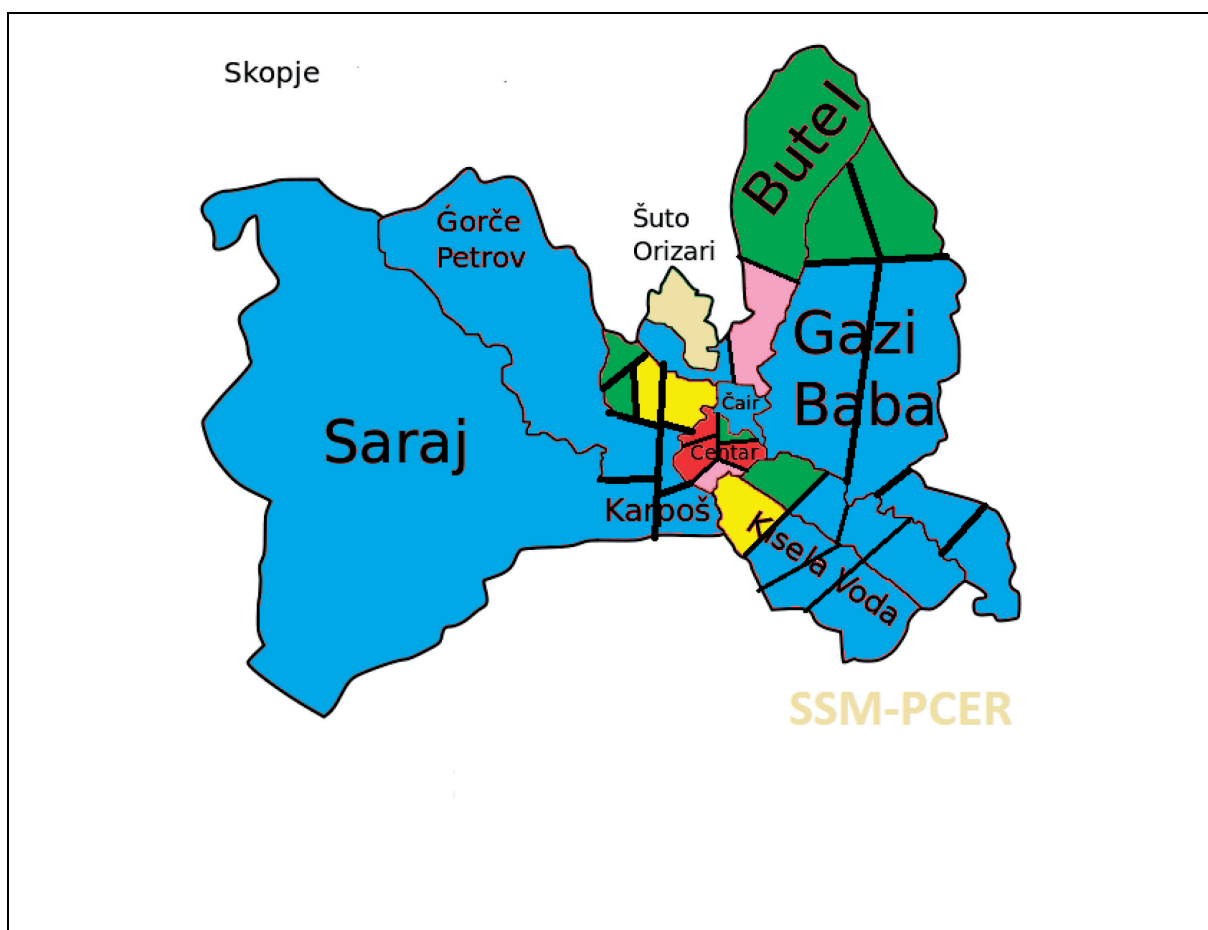 Skopje
Butel
Ǵorče
Petrov
Šuto
Orizari
Gazi
Baba
Saraj
Čair
Centar
Karpoš
Kisela Voda
SSM-PCER